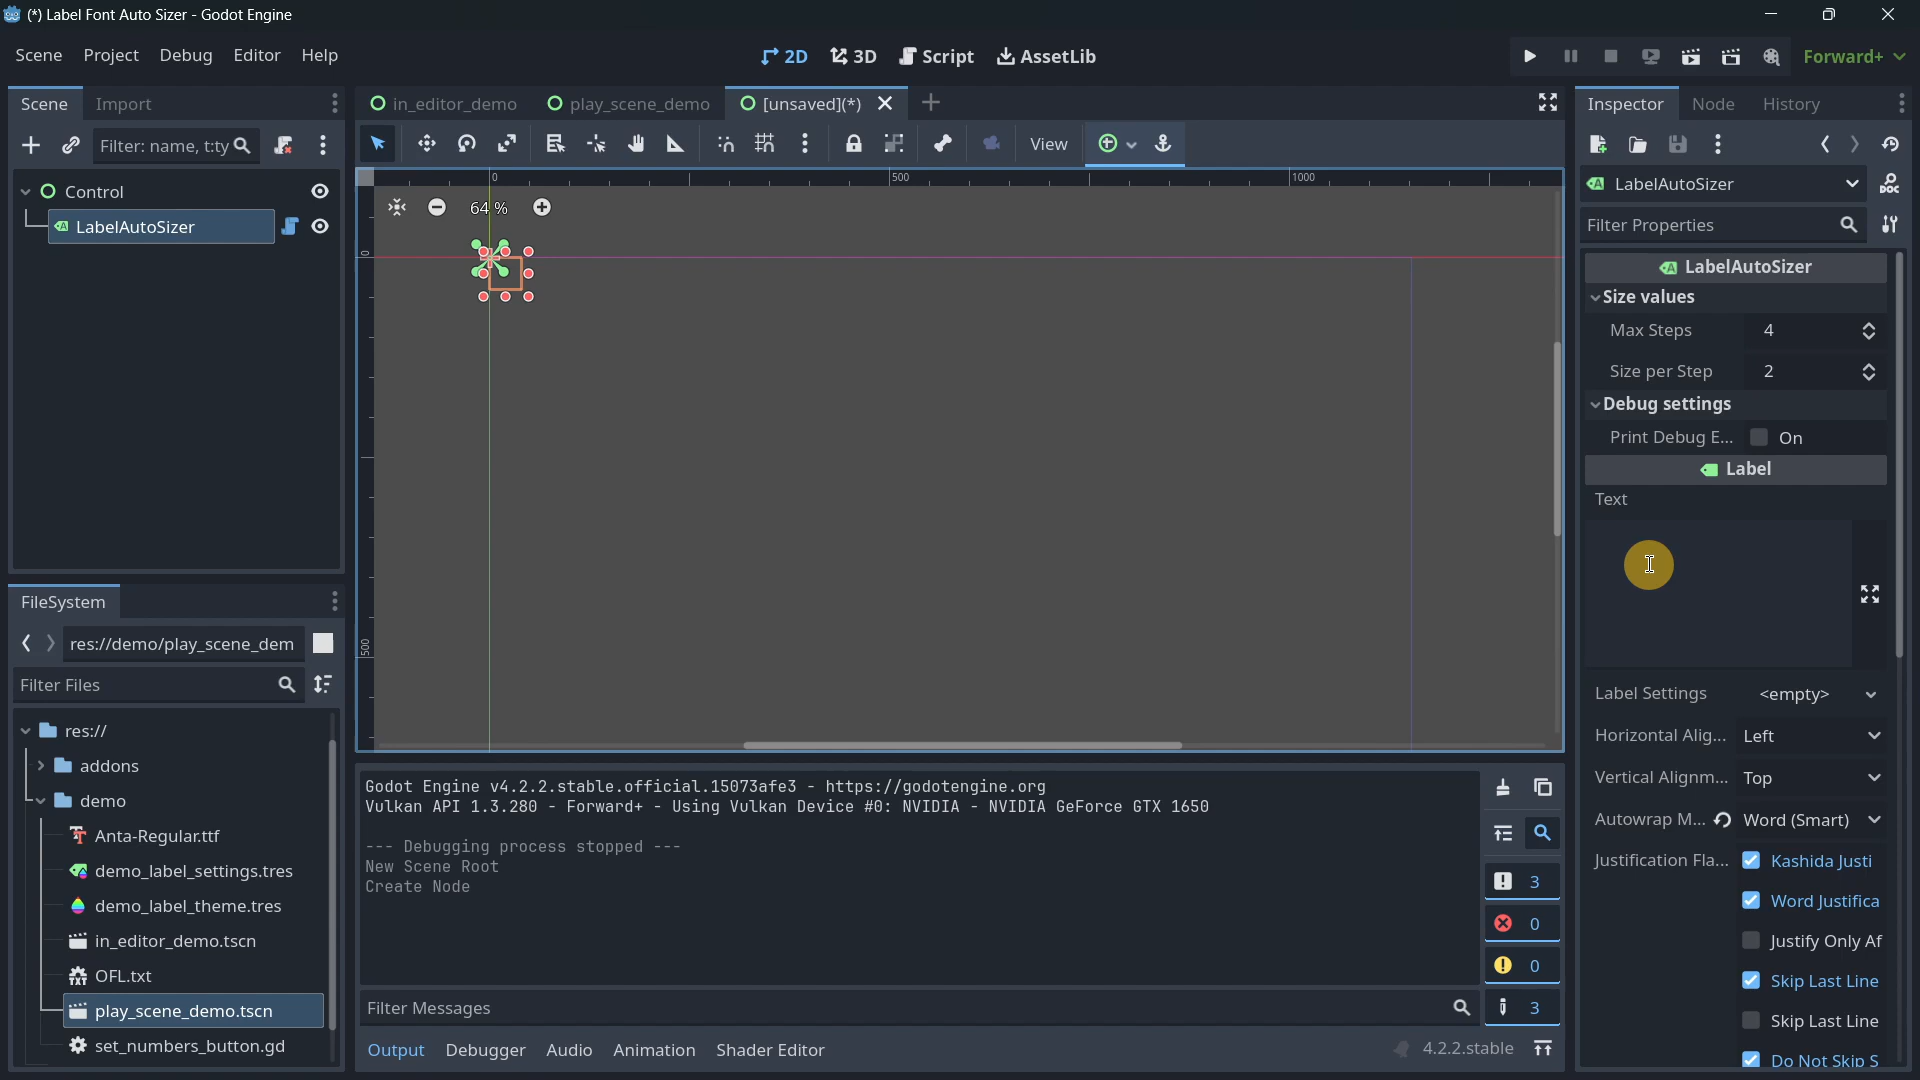 (*) Label Font Auto Sizer - Godot Engine
Scene Project Debug Editor Help
2D 3D Script AssetLib
Forward+
Scene Import
Filter: name, t:ty
Control
LabelAutoSizer
FileSystem
res://demo/play_scene_dem
Filter Files
res://
addons
demo
Anta-Regular.ttf
demo_label_settings.tres
demo_label_theme.tres
in_editor_demo.tscn
OFL.txt
play_scene_demo.tscn
set_numbers_button.gd
in_editor_demo play_scene_demo [unsaved](*)
View
0 500 1000
64 %
0
500
Godot Engine v4.2.2.stable.official.15073afe3 - https://godotengine.org
Vulkan API 1.3.280 - Forward+ - Using Vulkan Device #0: NVIDIA - NVIDIA GeForce GTX 1650
--- Debugging process stopped ---
New Scene Root
Create Node
3
0
0
3
Filter Messages
Output Debugger Audio Animation Shader Editor
4.2.2.stable
Inspector Node History
LabelAutoSizer
Filter Properties
LabelAutoSizer
Size values
Max Steps 4
Size per Step 2
Debug settings
Print Debug E... On
Label
Text
Label Settings <empty>
Horizontal Alig... Left
Vertical Alignm... Top
Autowrap M... Word (Smart)
Justification Fla... Kashida Justi
Word Justifica
Justify Only Af
Skip Last Line
Skip Last Line
Do Not Skip S